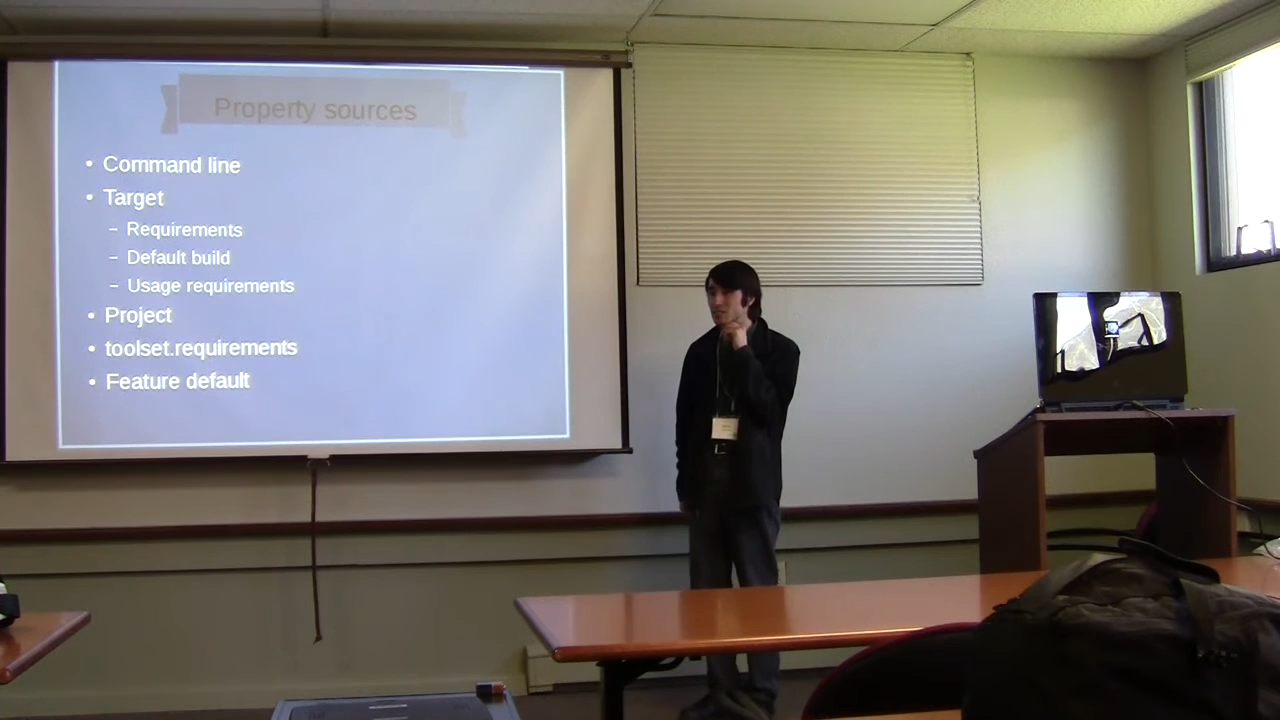 Property sources
• Command line
• Target
– Requirements
– Default build
– Usage requirements
• Project
• toolset.requirements
• Feature default